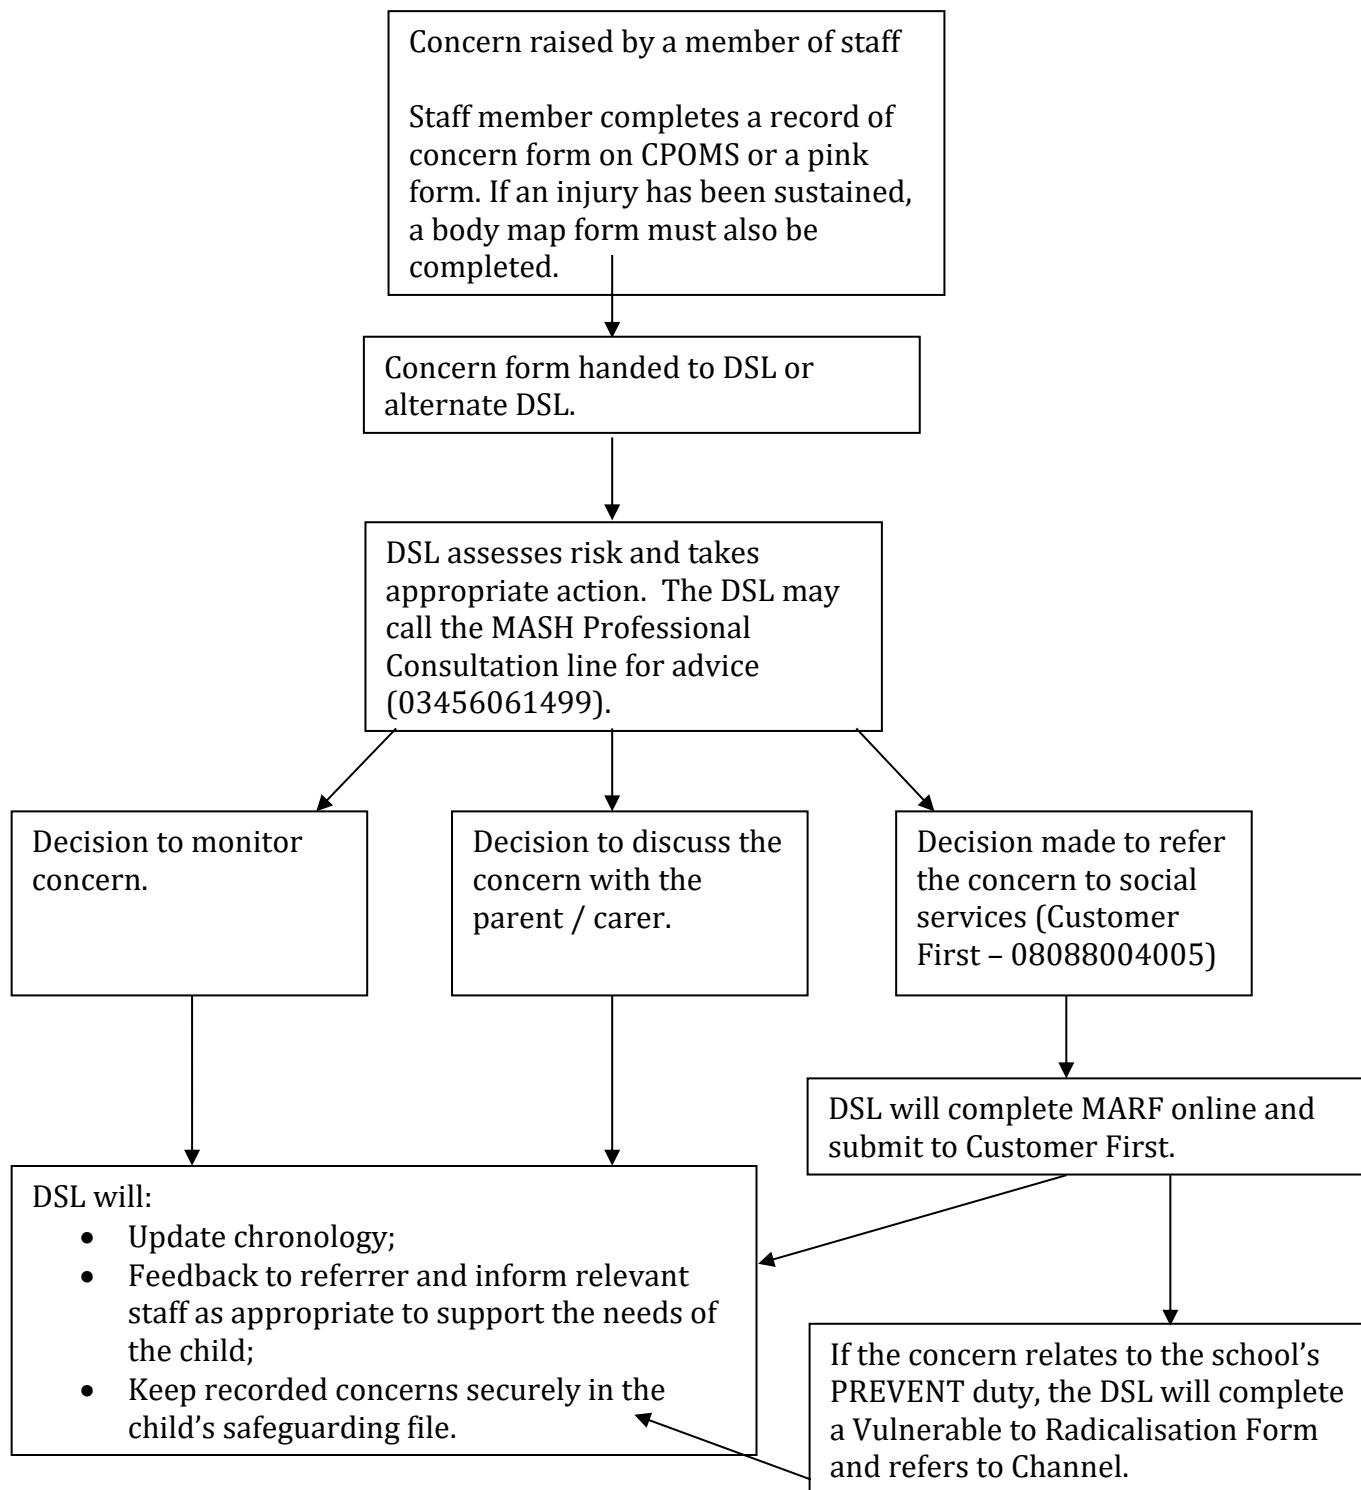 Concern raised by a member of staff
Staff member completes a record of
concern form on CPOMS or a pink
form. If an injury has been sustained,
a body map form must also be
completed.
Concern form handed to DSL or
alternate DSL.
DSL assesses risk and takes
appropriate action.  The DSL may
call the MASH Professional
Consultation line for advice
(03456061499).
Decision to monitor
concern.
Decision to discuss the
concern with the
parent / carer.
Decision made to refer
the concern to social
services (Customer
First – 08088004005)
DSL will complete MARF online and
submit to Customer First.
DSL will:
• Update chronology;
• Feedback to referrer and inform relevant
staff as appropriate to support the needs of
the child;
• Keep recorded concerns securely in the
child’s safeguarding file.
If the concern relates to the school’s
PREVENT duty, the DSL will complete
a Vulnerable to Radicalisation Form
and refers to Channel.